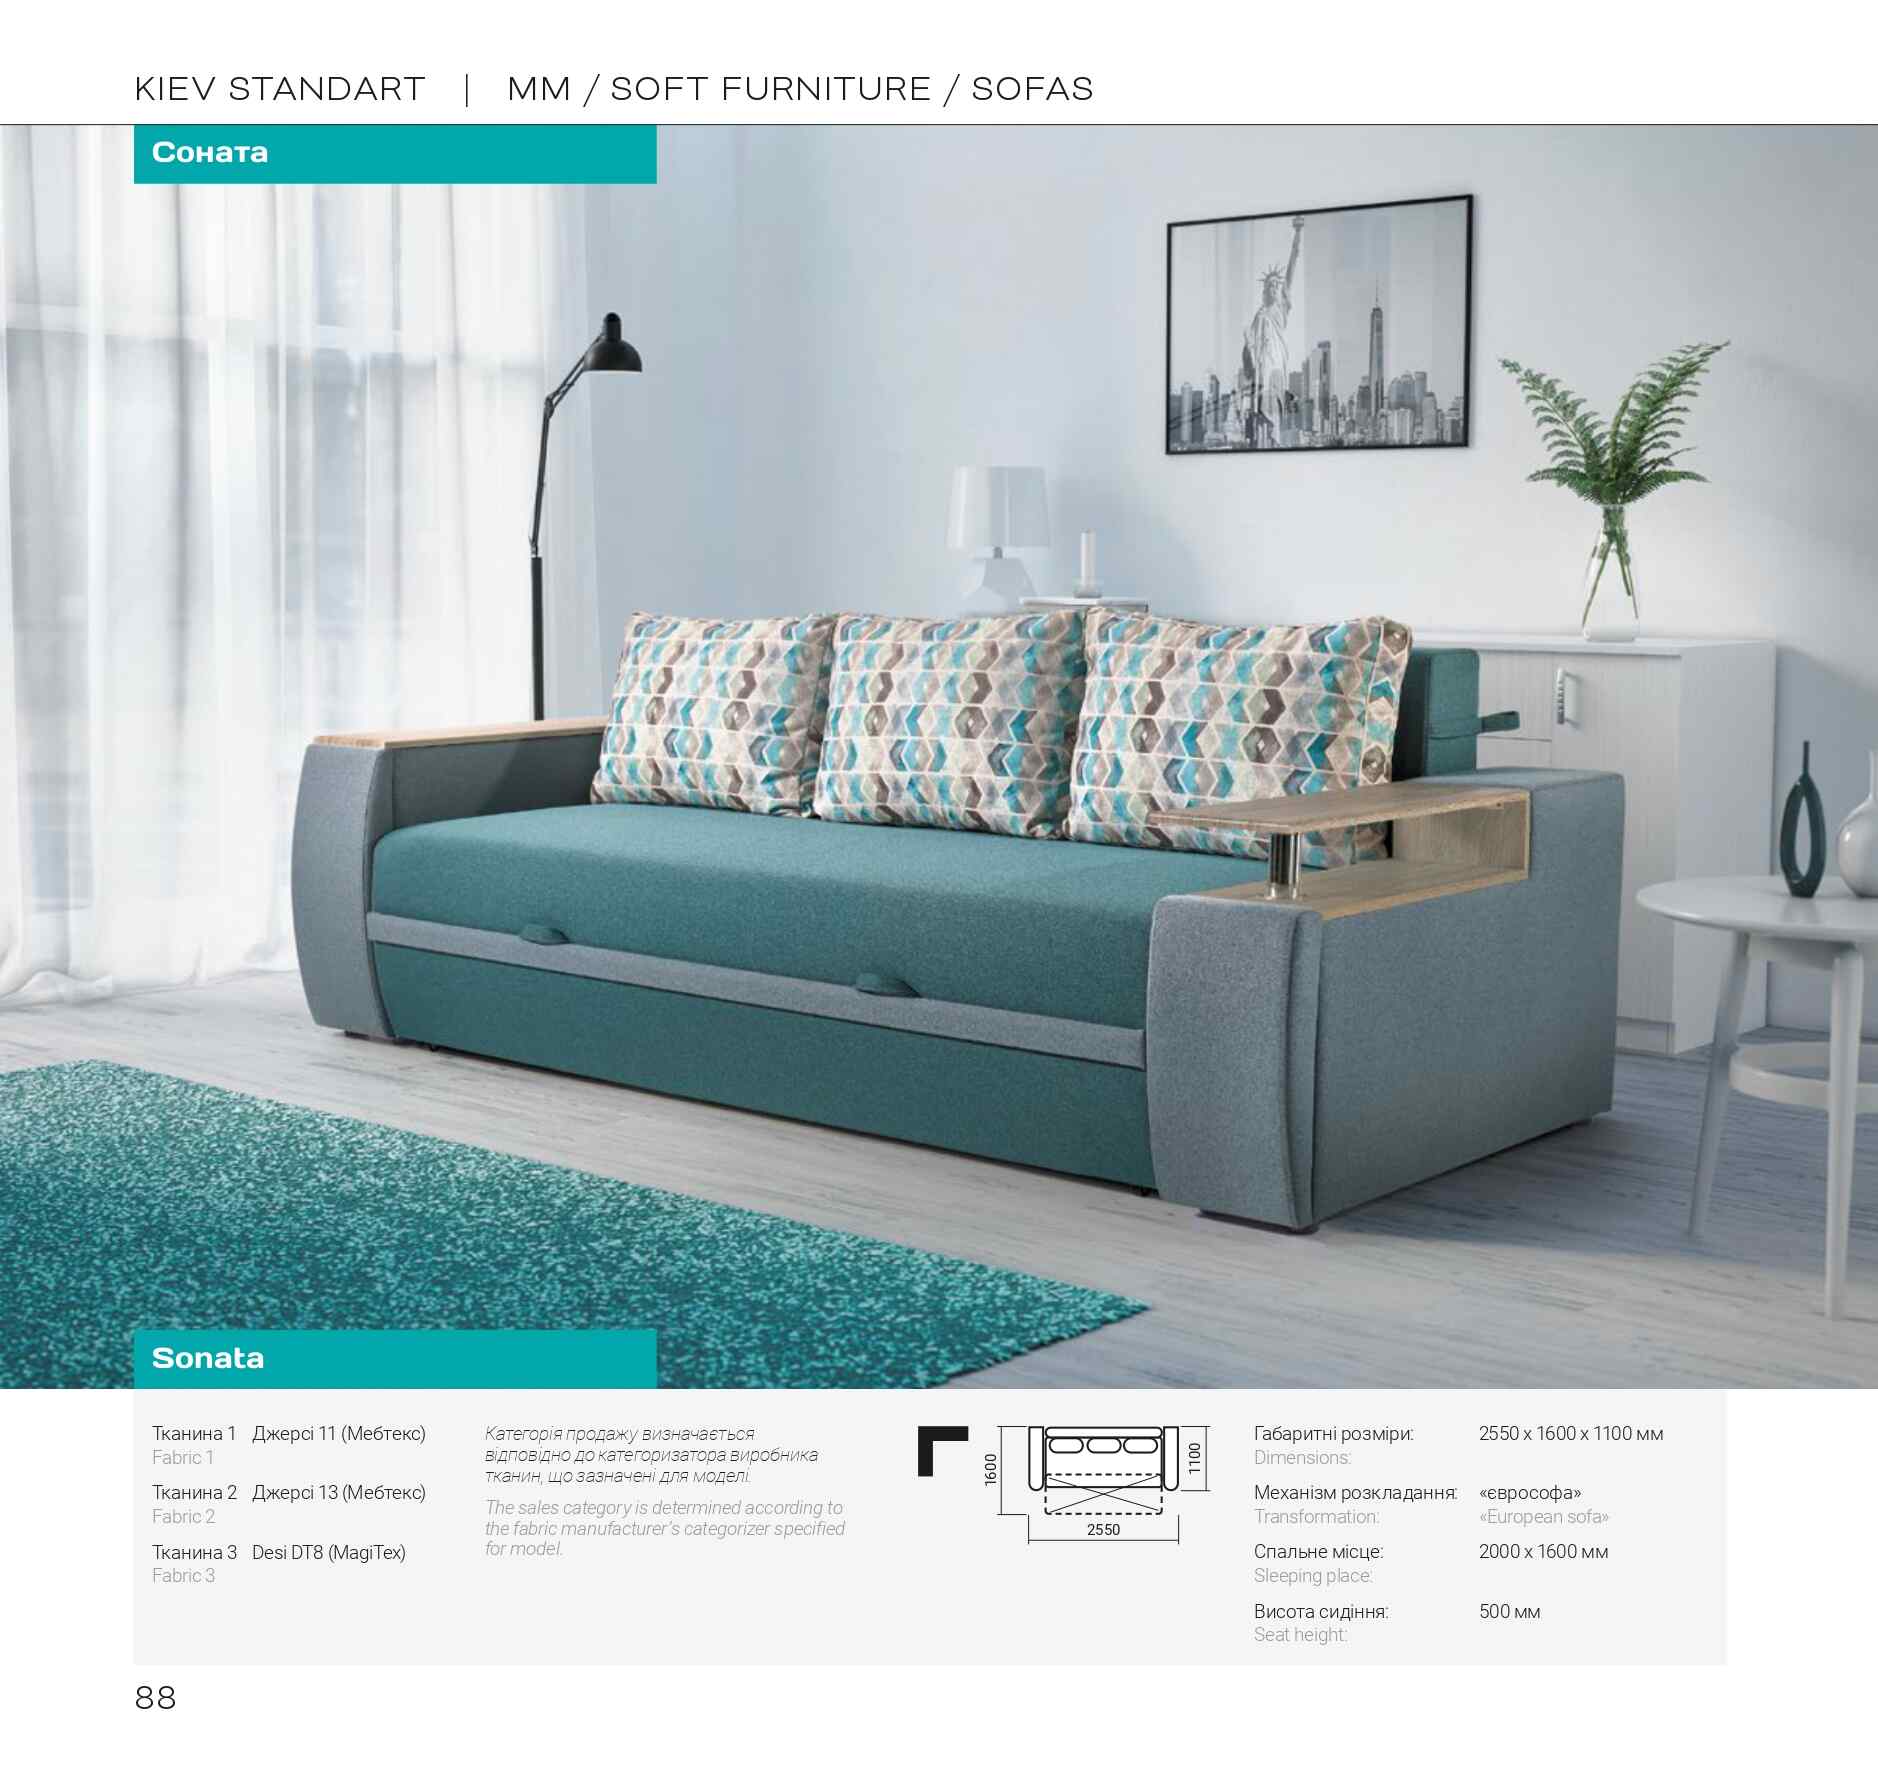 KIEV STANDART | MM / SOFT FURNITURE / SOFAS
Соната
Sonata
Тканина 1 Джерсі 11 (Мебтекс)
Fabric 1
Тканина 2 Джерсі 13 (Мебтекс)
Fabric 2
Тканина 3 Desi DT8 (MagiTex)
Fabric 3
Категорія продажу визначається
відповідно до категоризатора виробника
тканин, що зазначені для моделі.
The sales category is determined according to
the fabric manufacturer's categorizer specified
for model.
1600
1100
2550
Габаритні розміри: 2550 x 1600 x 1100 мм
Dimensions:
Механізм розкладання: «єврософа»
Transformation: «European sofa»
Спальне місце: 2000 x 1600 мм
Sleeping place:
Висота сидіння: 500 мм
Seat height:
88